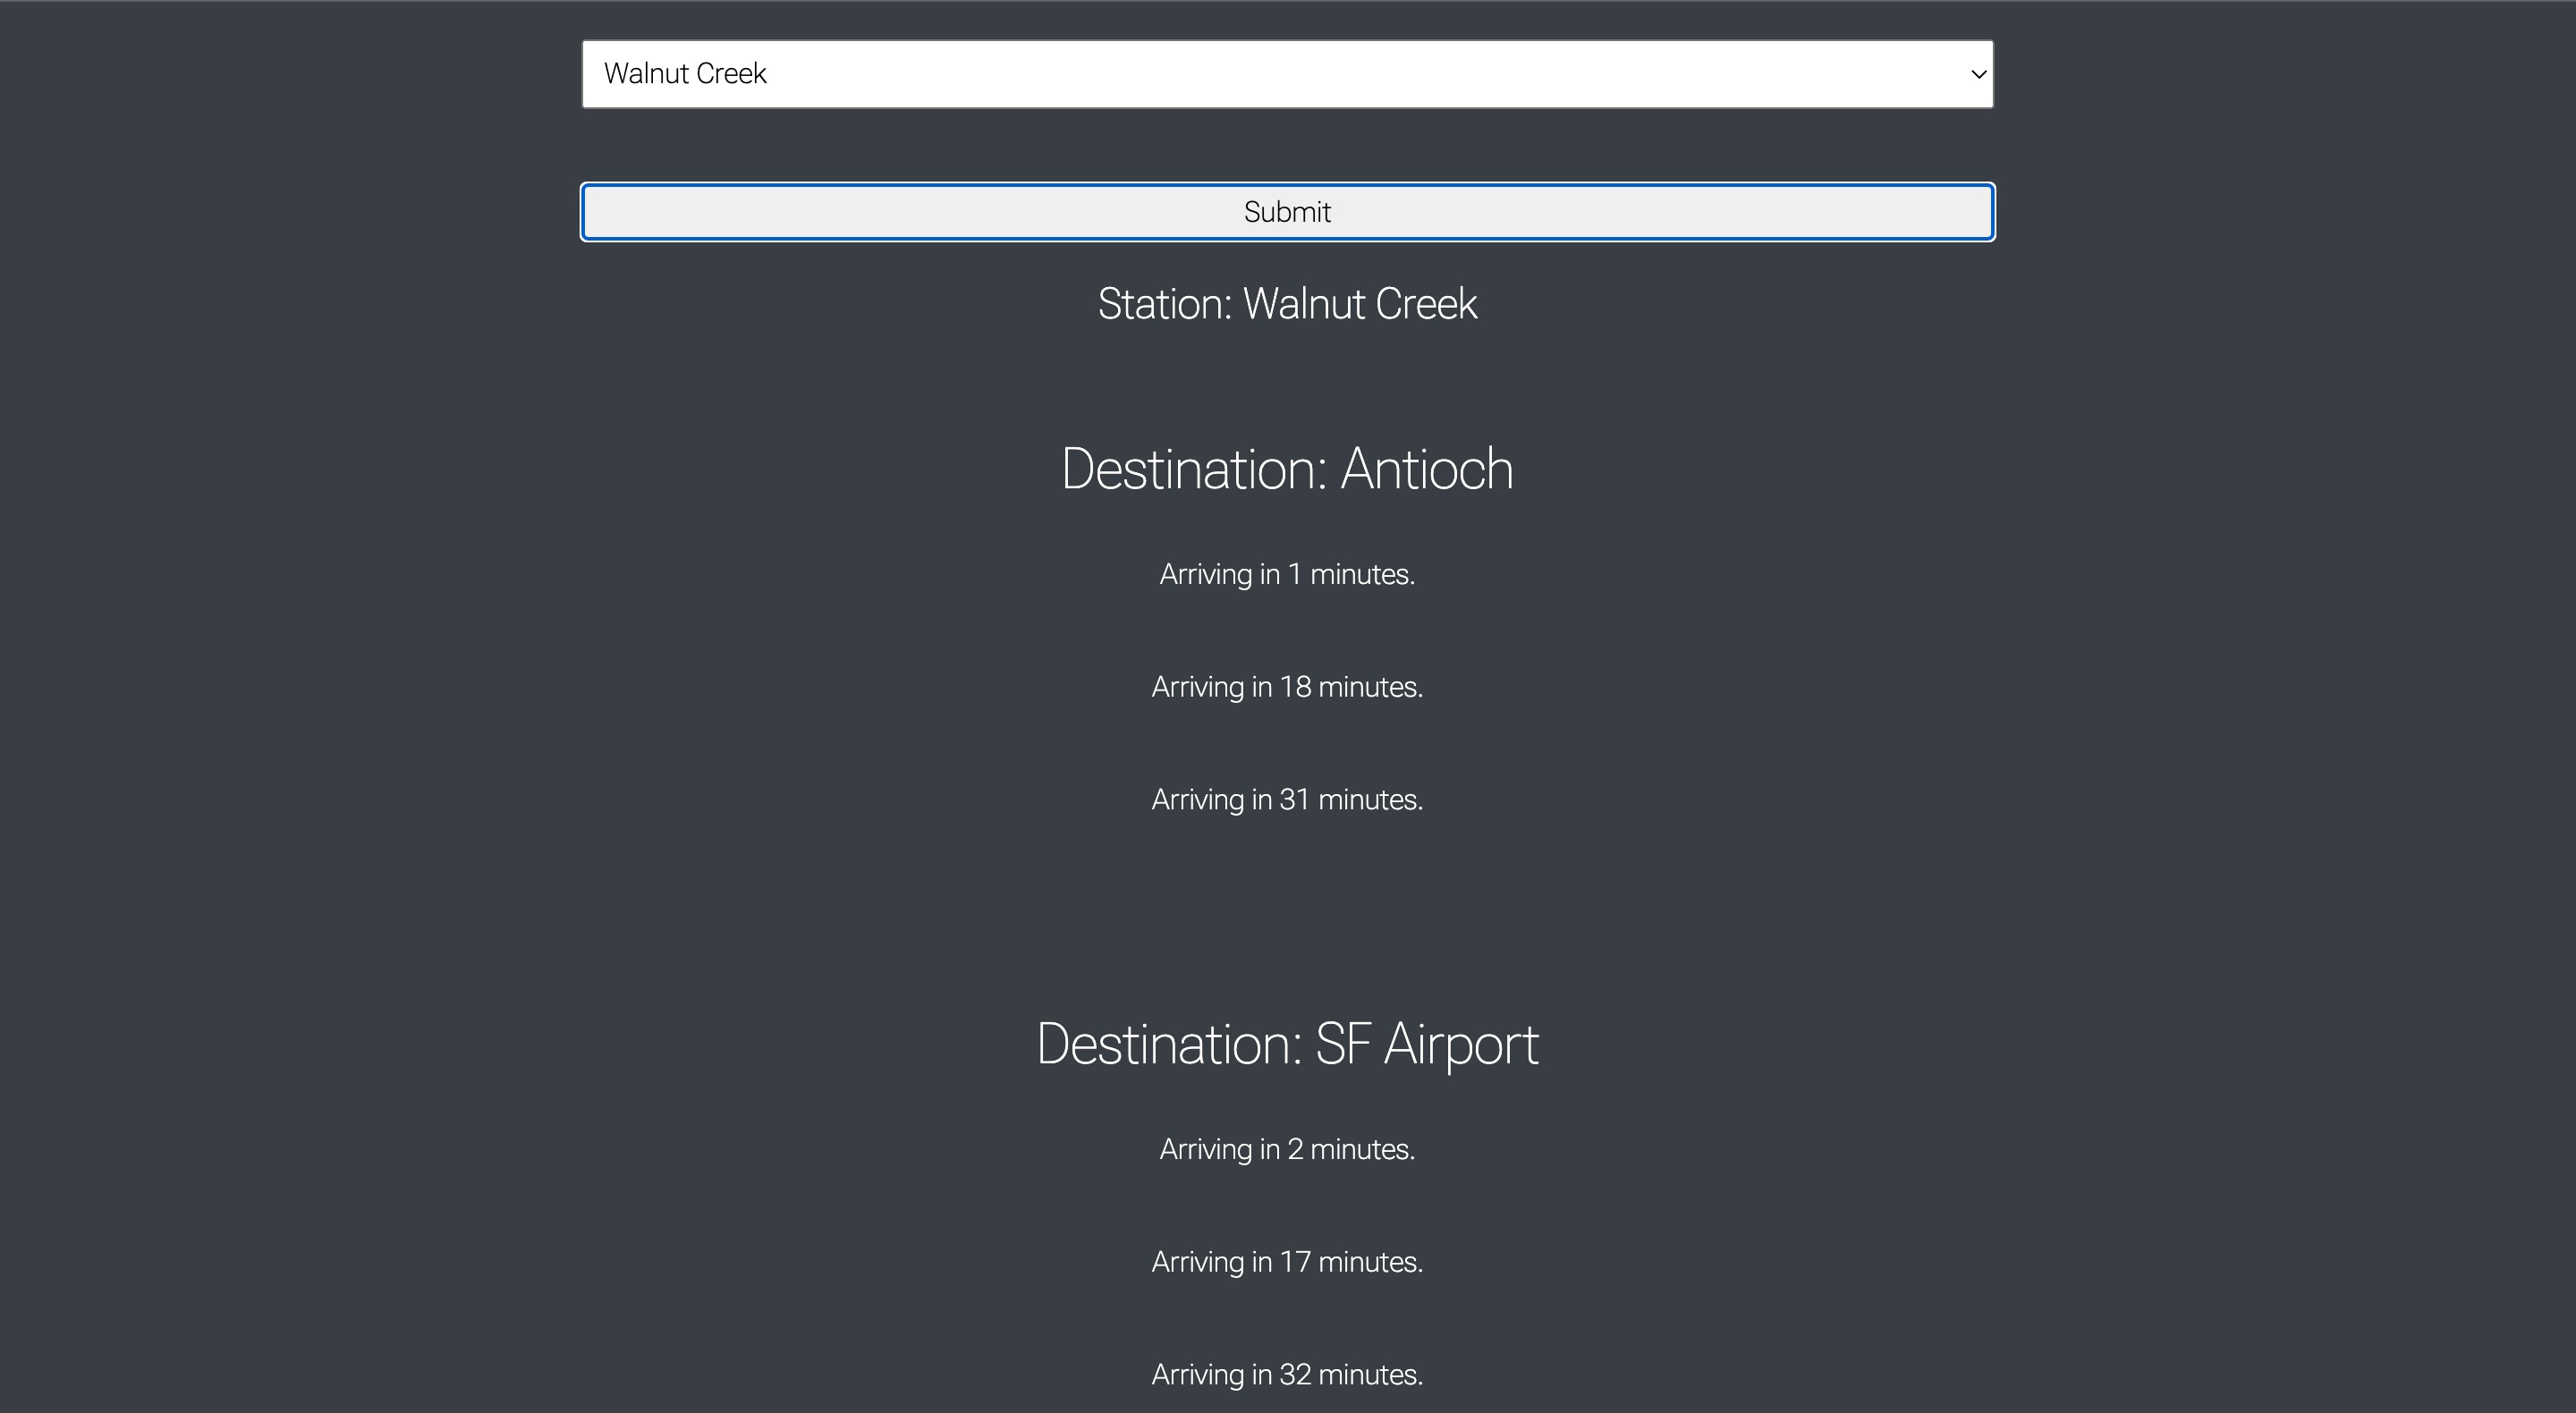 Walnut Creek
Submit
Station: Walnut Creek
Destination: Antioch
Arriving in 1 minutes.
Arriving in 18 minutes.
Arriving in 31 minutes.
Destination: SF Airport
Arriving in 2 minutes.
Arriving in 17 minutes.
Arriving in 32 minutes.